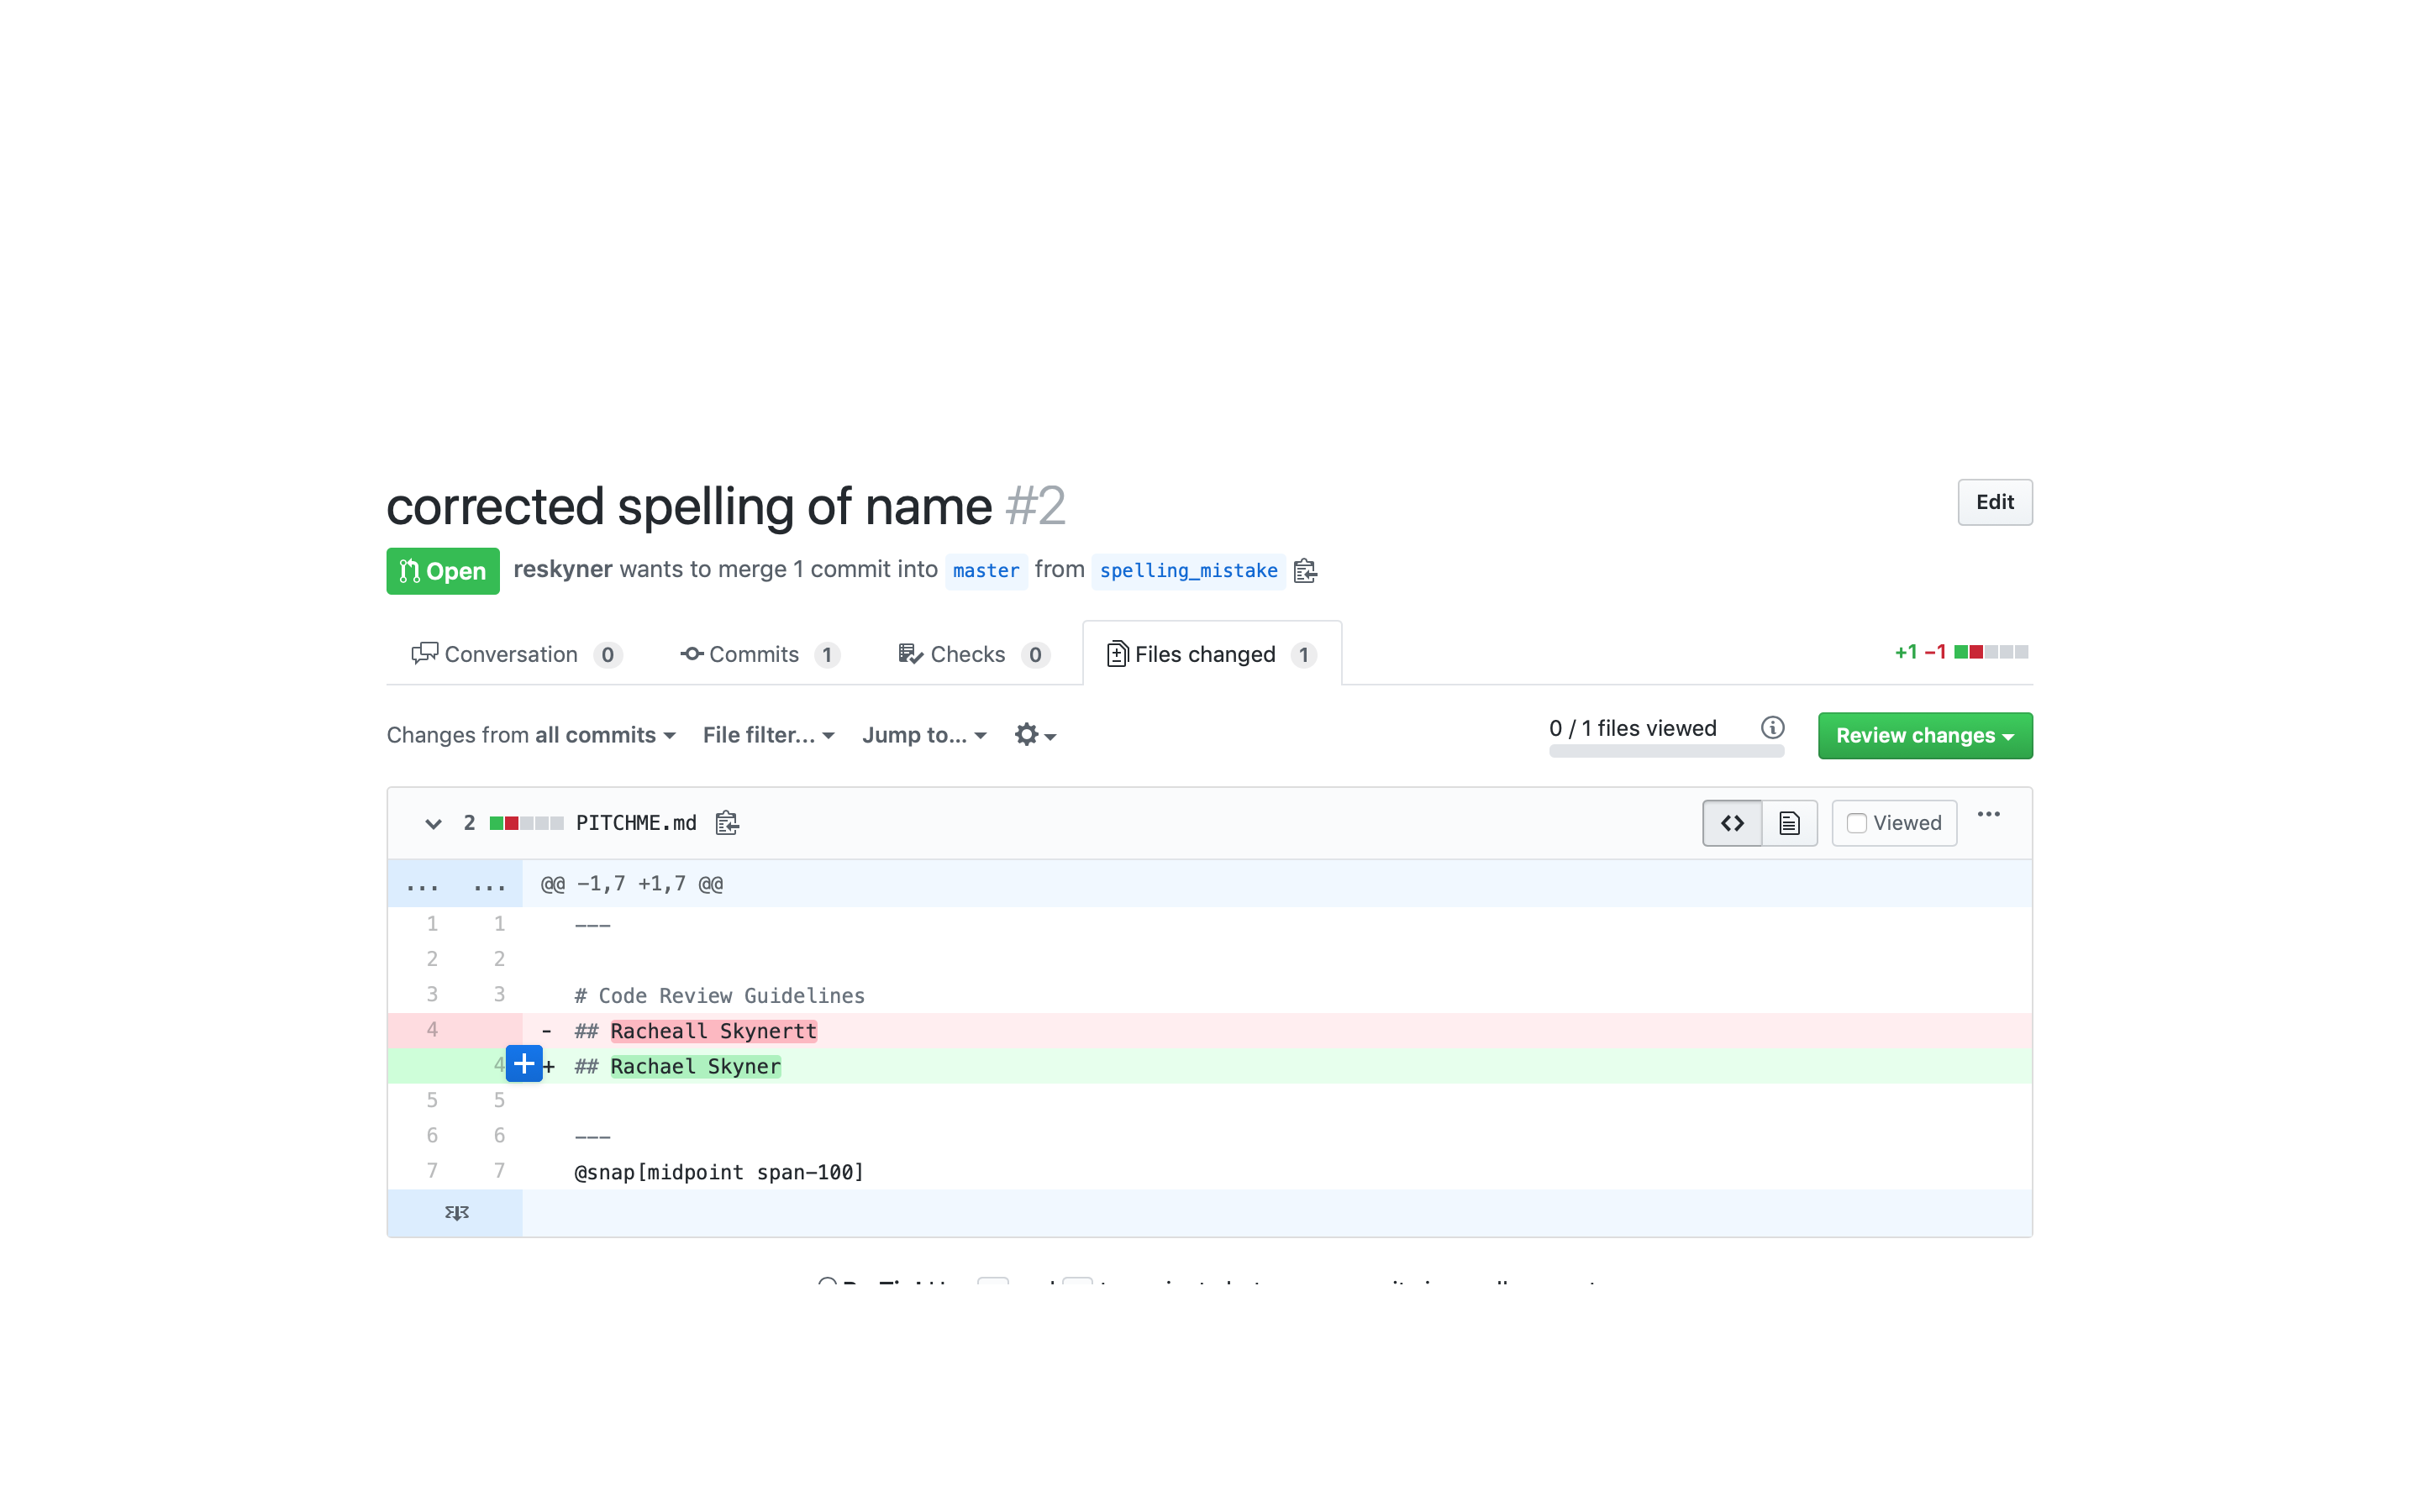 corrected spelling of name #2
Edit
Open reskyner wants to merge 1 commit into master from spelling_mistake
Conversation 0 Commits 1 Checks 0 Files changed 1 +1 −1
Changes from all commits File filter... Jump to... 0 / 1 files viewed Review changes
2 PITCHME.md Viewed ...
... ... @@ -1,7 +1,7 @@
1 1 ---
2 2
3 3 # Code Review Guidelines
4 - ## Racheall Skynertt
4 + ## Rachael Skyner
5 5
6 6 ---
7 7 @snap[midpoint span-100]